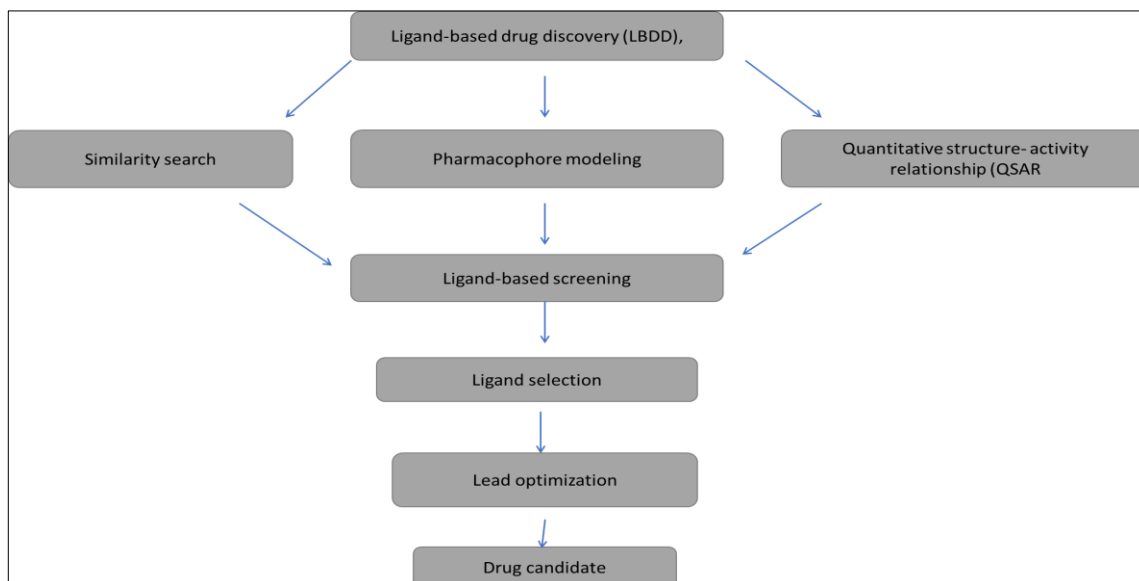 Ligand-based drug discovery (LBDD),
Similarity search
Pharmacophore modeling
Quantitative structure- activity
relationship (QSAR
Ligand-based screening
Ligand selection
Lead optimization
Drug candidate